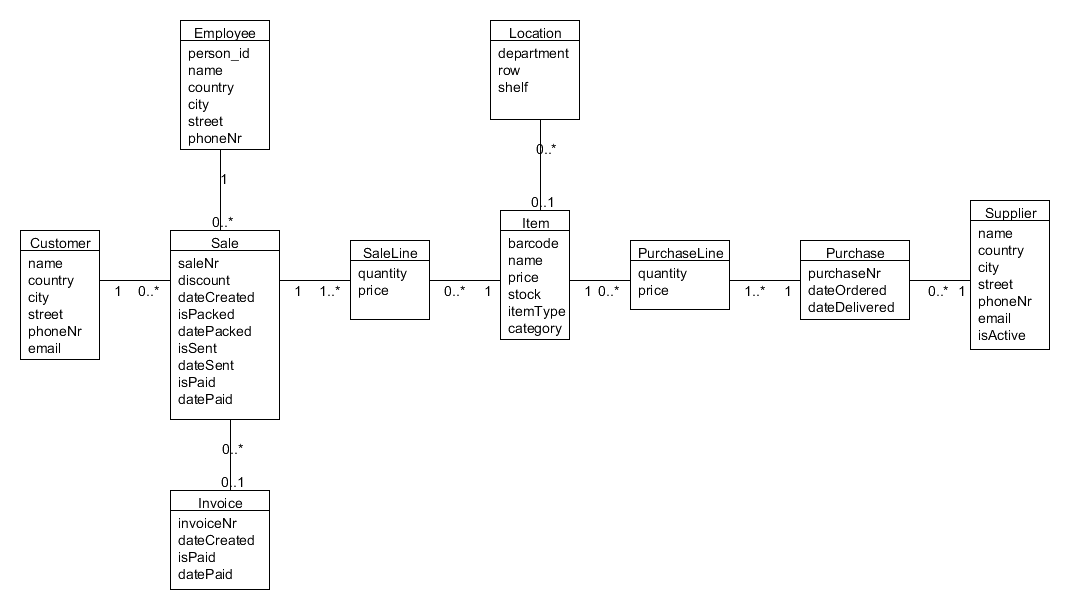 Employee
person_id
name
country
city
street
phoneNr
Location
department
row
shelf
1
0..*
0..*
0..1
Customer
name
country
city
street
phoneNr
email
1 0..*
Sale
saleNr
discount
dateCreated
isPacked
datePacked
isSent
dateSent
isPaid
datePaid
1 1..*
SaleLine
quantity
price
0..* 1
Item
barcode
name
price
stock
itemType
category
1 0..*
PurchaseLine
quantity
price
1..* 1
Purchase
purchaseNr
dateOrdered
dateDelivered
0..* 1
Supplier
name
country
city
street
phoneNr
email
isActive
0..*
0..1
Invoice
invoiceNr
dateCreated
isPaid
datePaid